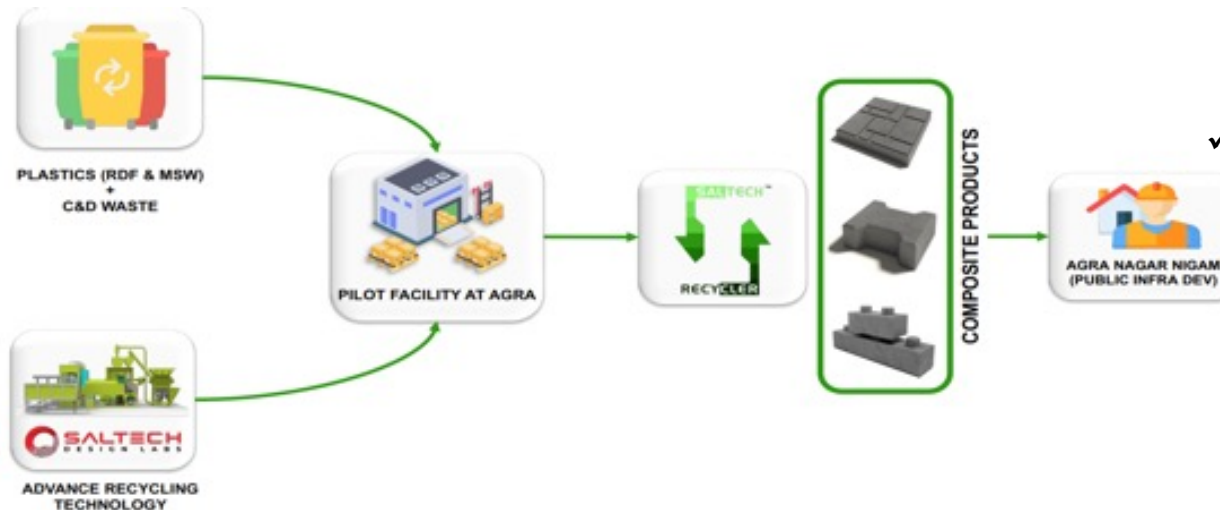 PLASTICS (RDF & MSW)
+
C&D WASTE
SALTECH
DESIGN LABS
ADVANCE RECYCLING
TECHNOLOGY
PILOT FACILITY AT AGRA
SALTECH™
RECYCLER
COMPOSITE PRODUCTS
AGRA NAGAR NIGAM
(PUBLIC INFRA DEV)